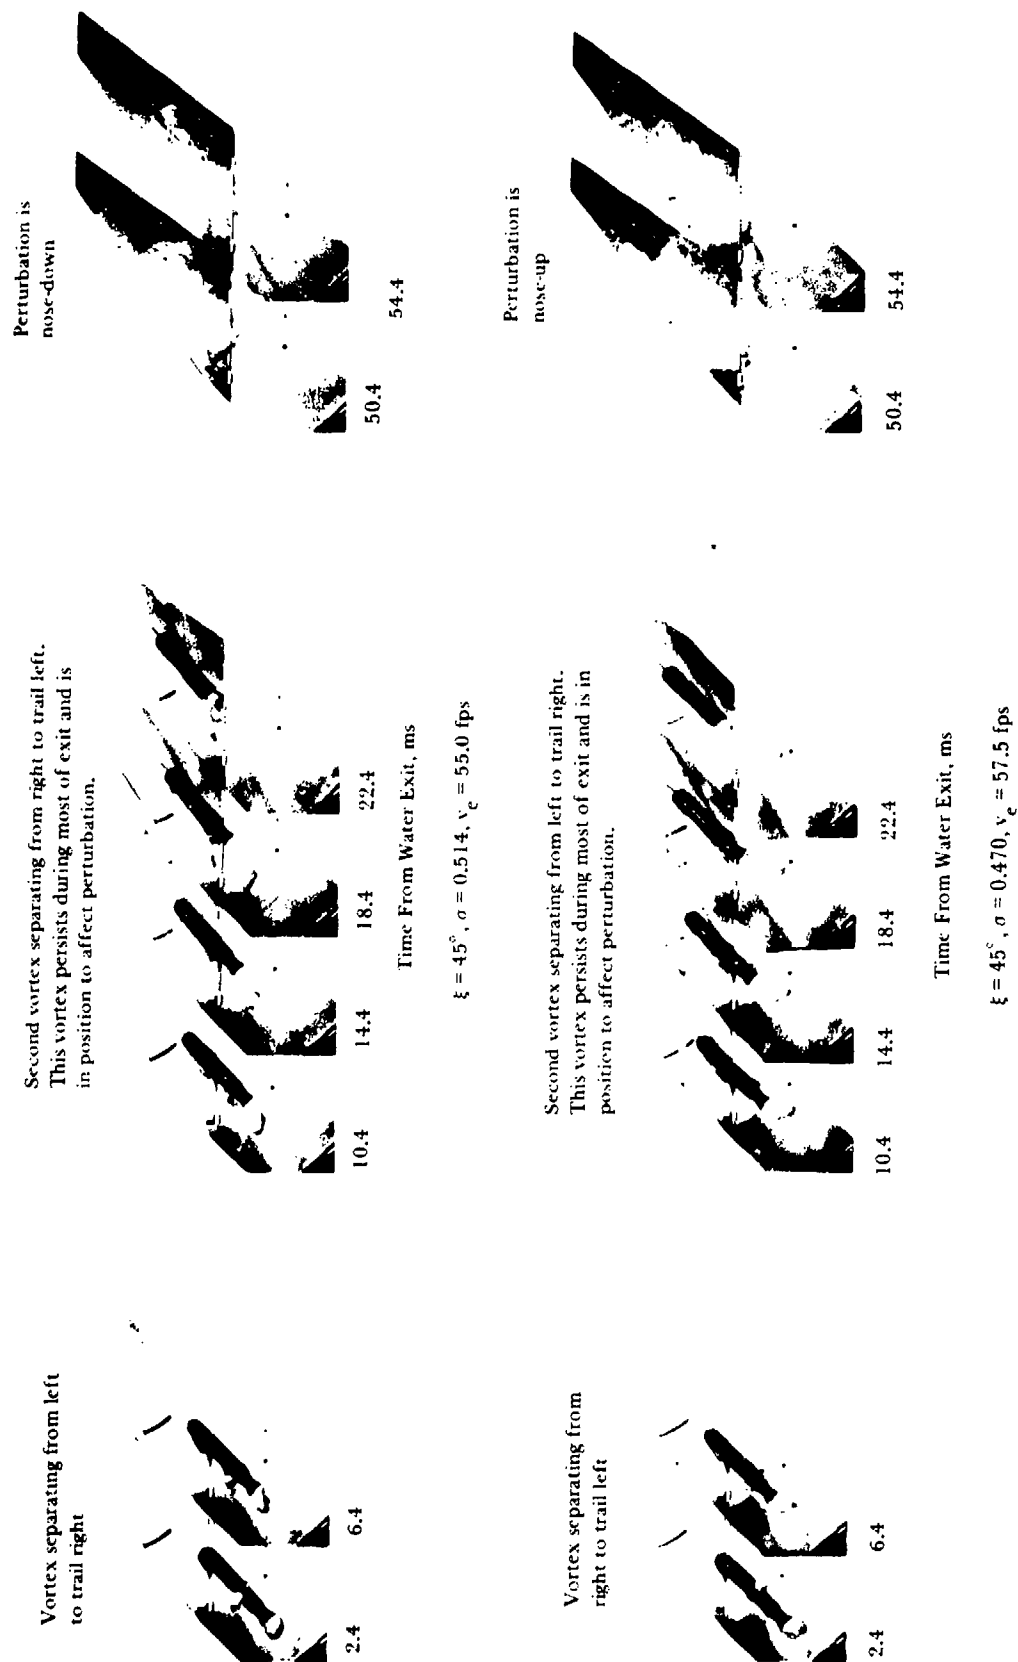 Vortex separating from left
to trail right
Second vortex separating from right to trail left.
This vortex persists during most of exit and is
in position to affect perturbation.
Perturbation is
nose-down
2.4
6.4
10.4
14.4
18.4
22.4
50.4
54.4
Time From Water Exit, ms
ξ = 45°, σ = 0.514, vₑ = 55.0 fps
Vortex separating from
right to trail left
Second vortex separating from left to trail right.
This vortex persists during most of exit and is in
position to affect perturbation.
Perturbation is
nose-up
2.4
6.4
10.4
14.4
18.4
22.4
50.4
54.4
Time From Water Exit, ms
ξ = 45°, σ = 0.470, vₑ = 57.5 fps